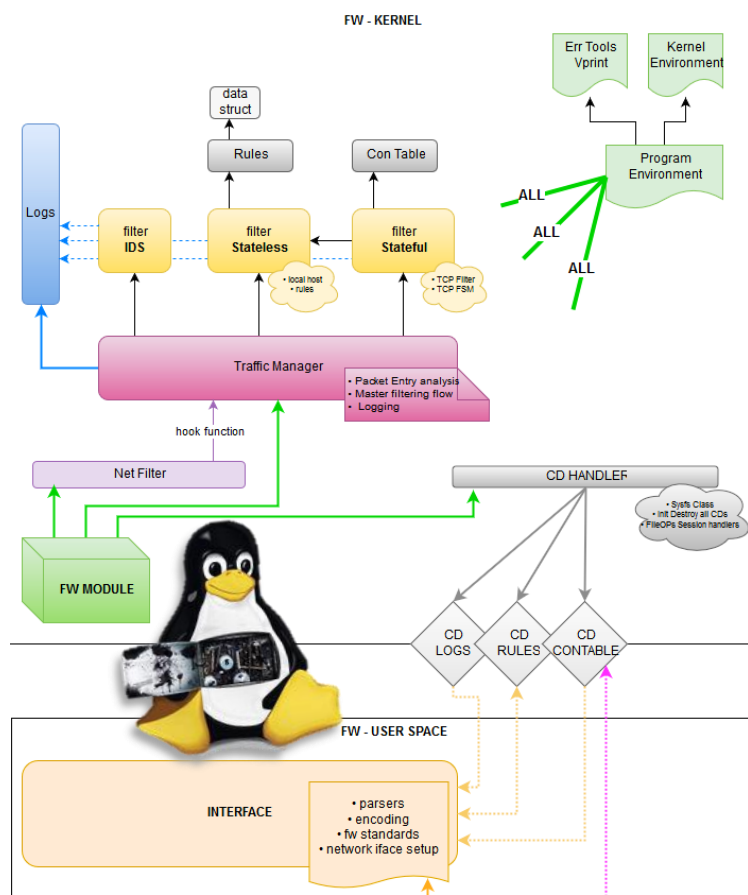 FW - KERNEL
Err Tools
Vprint
Kernel
Environment
data
struct
Rules
Con Table
Program
Environment
Logs
ALL
ALL
ALL
filter
IDS
filter
Stateless
filter
Stateful
• local host
• rules
• TCP Filter
• TCP FSM
Traffic Manager
• Packet Entry analysis
• Master filtering flow
• Logging
hook function
Net Filter
CD HANDLER
• Sysfs Class
• Init Destroy all CDs
• FileOPs Session handlers
FW MODULE
CD
LOGS
CD
RULES
CD
CONTABLE
FW - USER SPACE
INTERFACE
• parsers
• encoding
• fw standards
• network iface setup